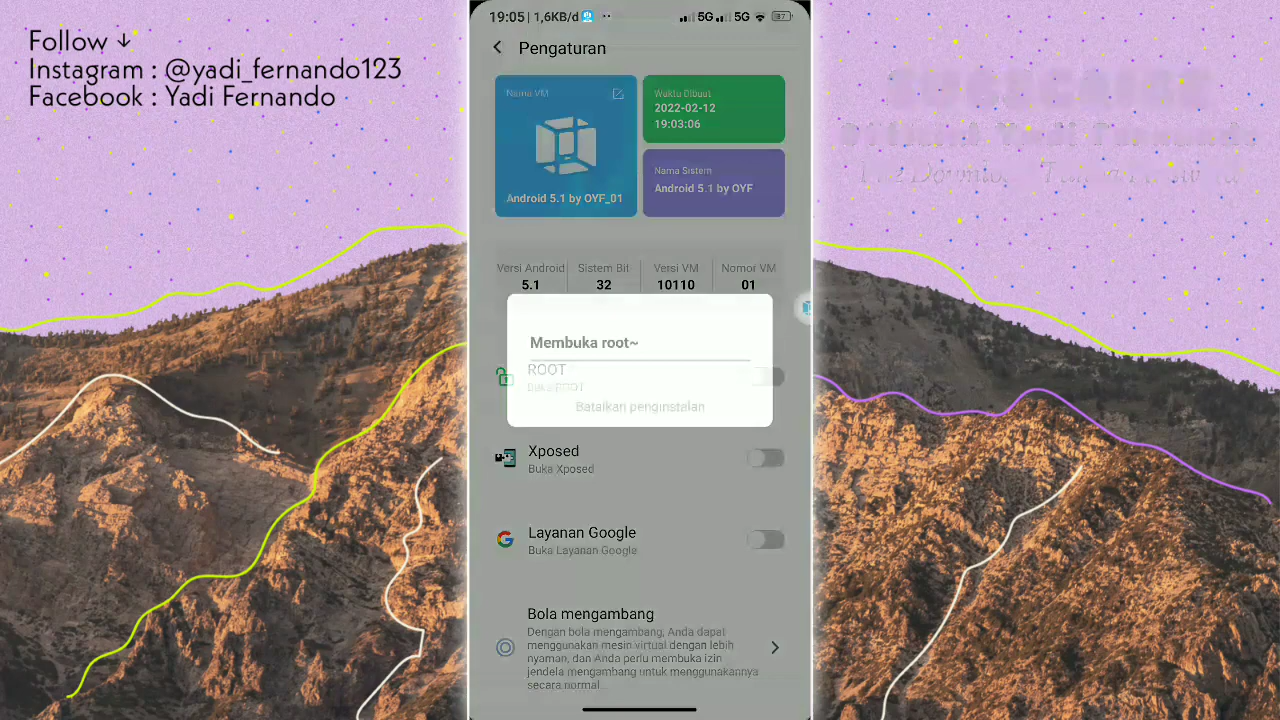 Follow ↓
Instagram : @yadi_fernando123
Facebook : Yadi Fernando
19:05 | 1,6KB/d
5G 5G 87
Pengaturan
Nama VM
Android 5.1 by OYF_01
Waktu Dibuat
2022-02-12
19:03:06
Nama Sistem
Android 5.1 by OYF
Versi Android
5.1
Sistem Bit
32
Versi VM
10110
Nomor VM
01
Membuka root~
ROOT
Buka ROOT
Batalkan penginstalan
Xposed
Buka Xposed
Layanan Google
Buka Layanan Google
Bola mengambang
Dengan bola mengambang, Anda dapat
menggunakan mesin virtual dengan lebih
nyaman, dan Anda perlu membuka izin
jendela mengambang untuk menggunakannya
secara normal...